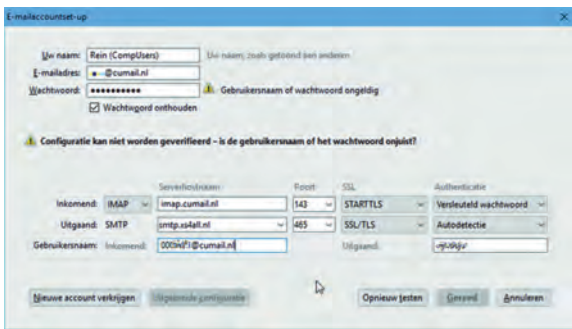 E-mailaccountset-up
Uw naam: Rein (CompUsers) Uw naam, zoals getoond aan anderen
E-mailadres: @cumail.nl
Wachtwoord: •••••••••• Gebruikersnaam of wachtwoord ongeldig
Wachtwoord onthouden
Configuratie kan niet worden geverifieerd – is de gebruikersnaam of het wachtwoord onjuist?
Serverhostnaam Poort SSL Authenticatie
Inkomend: IMAP imap.cumail.nl 143 STARTTLS Versleuteld wachtwoord
Uitgaand: SMTP smtp.xs4all.nl 465 SSL/TLS Autodetectie
Gebruikersnaam: Inkomend: @cumail.nl Uitgaand:
Nieuwe account verkrijgen Uitgebreide configuratie Opnieuw testen Gereed Annuleren